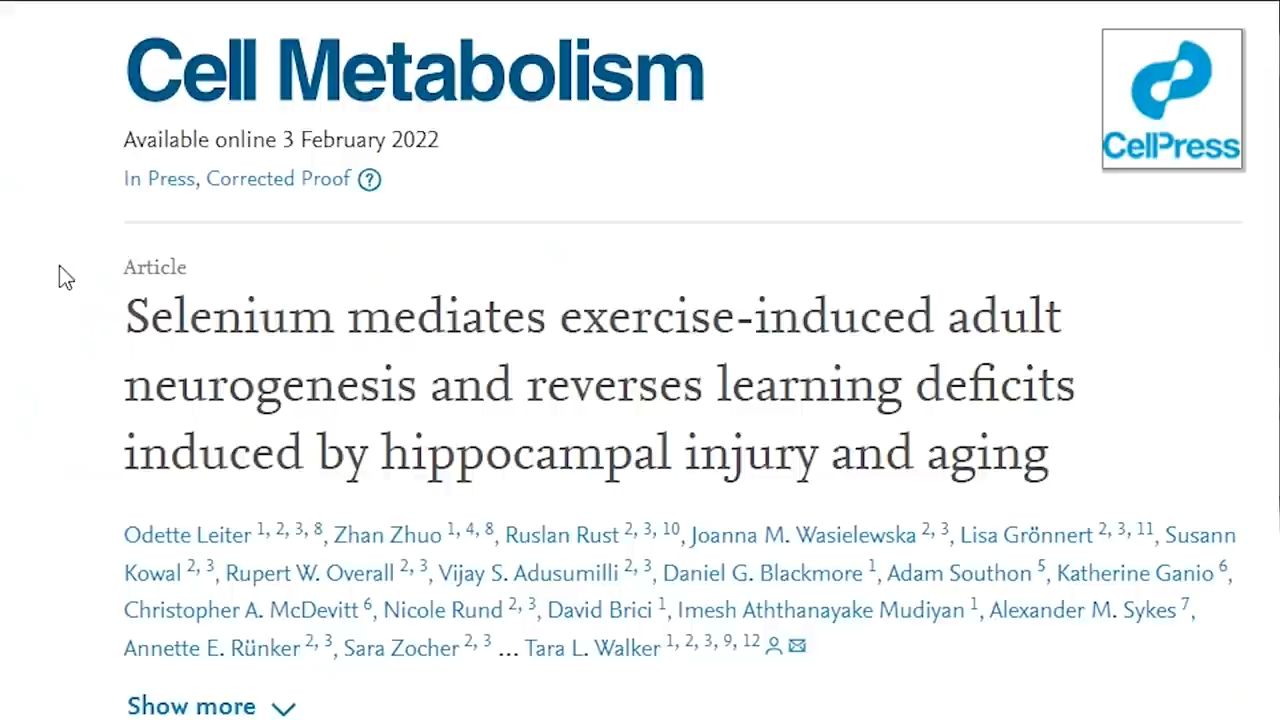 Cell Metabolism
CellPress
Available online 3 February 2022
In Press, Corrected Proof ?
Article
Selenium mediates exercise-induced adult
neurogenesis and reverses learning deficits
induced by hippocampal injury and aging
Odette Leiter 1, 2, 3, 8, Zhan Zhuo 1, 4, 8, Ruslan Rust 2, 3, 10, Joanna M. Wasielewska 2, 3, Lisa Grönnert 2, 3, 11, Susann
Kowal 2, 3, Rupert W. Overall 2, 3, Vijay S. Adusumilli 2, 3, Daniel G. Blackmore 1, Adam Southon 5, Katherine Ganio 6,
Christopher A. McDevitt 6, Nicole Rund 2, 3, David Brici 1, Imesh Aththanayake Mudiyan 1, Alexander M. Sykes 7,
Annette E. Rünker 2, 3, Sara Zocher 2, 3 ... Tara L. Walker 1, 2, 3, 9, 12
Show more